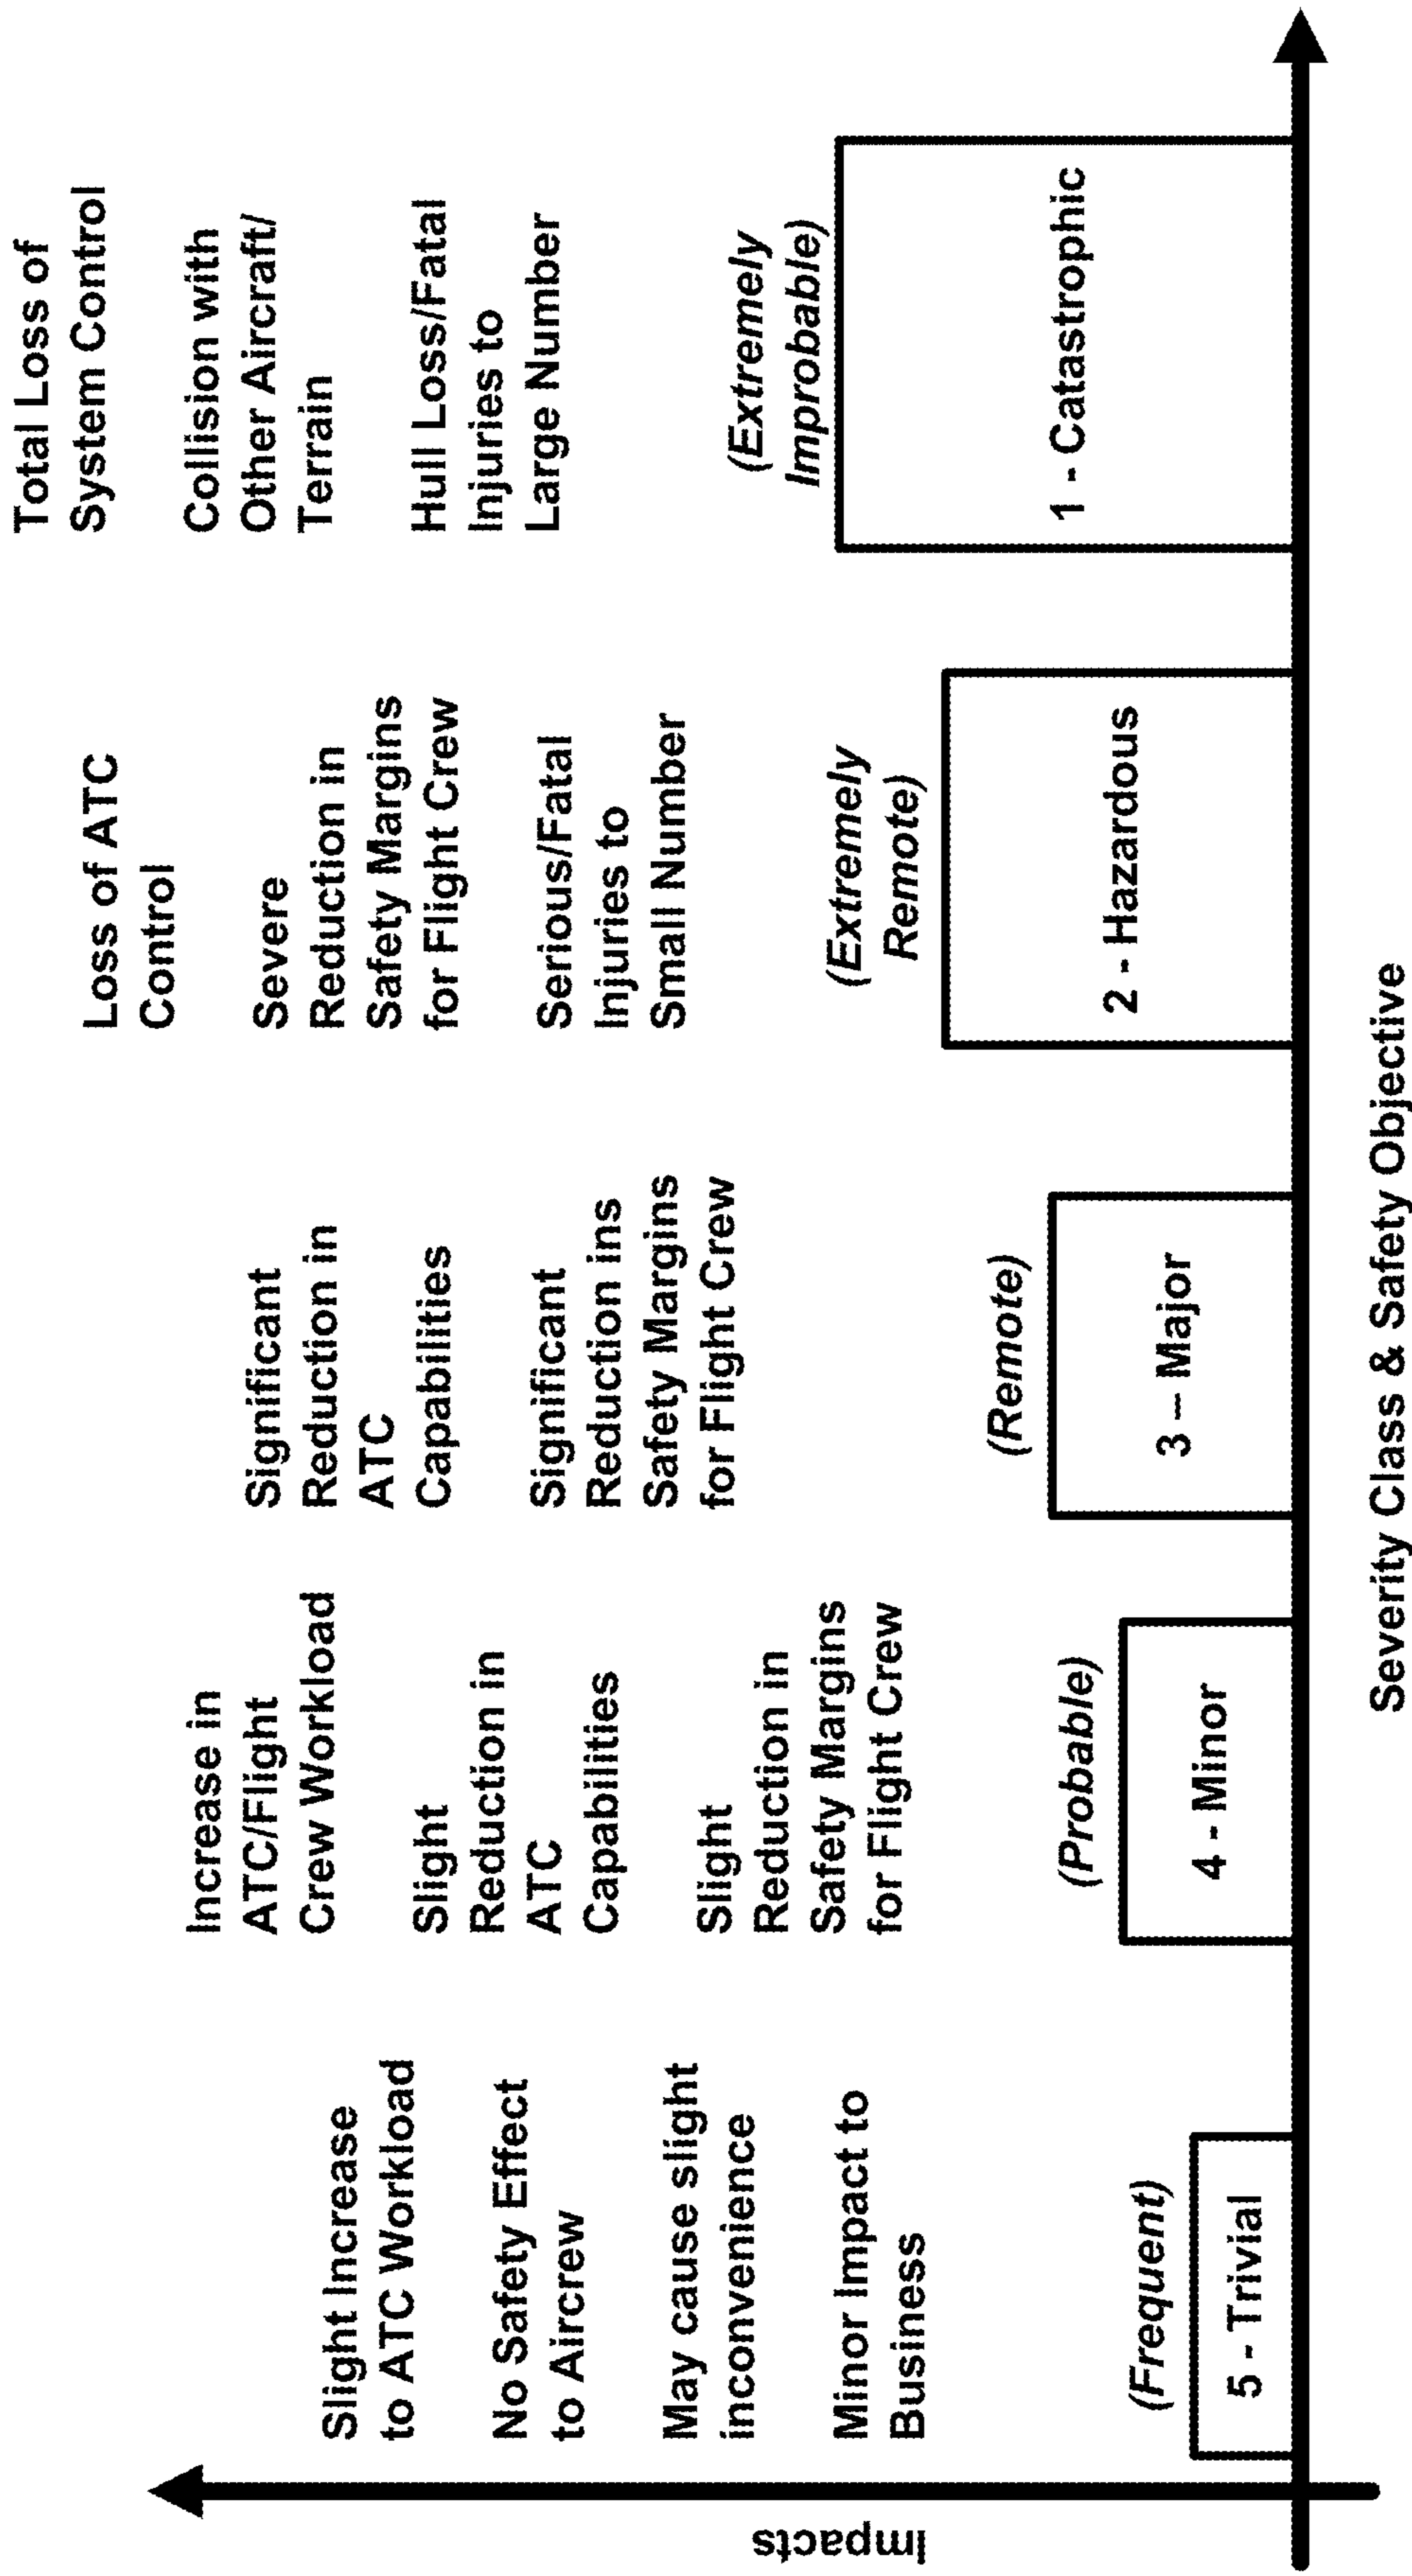 Impacts
Slight Increase
to ATC Workload
No Safety Effect
to Aircrew
May cause slight
inconvenience
Minor Impact to
Business
(Frequent)
5 - Trivial
Increase in
ATC/Flight
Crew Workload
Slight
Reduction in
ATC
Capabilities
Slight
Reduction in
Safety Margins
for Flight Crew
(Probable)
4 - Minor
Significant
Reduction in
ATC
Capabilities
Significant
Reduction ins
Safety Margins
for Flight Crew
(Remote)
3 – Major
Loss of ATC
Control
Severe
Reduction in
Safety Margins
for Flight Crew
Serious/Fatal
Injuries to
Small Number
(Extremely
Remote)
2 - Hazardous
Total Loss of
System Control
Collision with
Other Aircraft/
Terrain
Hull Loss/Fatal
Injuries to
Large Number
(Extremely
Improbable)
1 - Catastrophic
Severity Class & Safety Objective